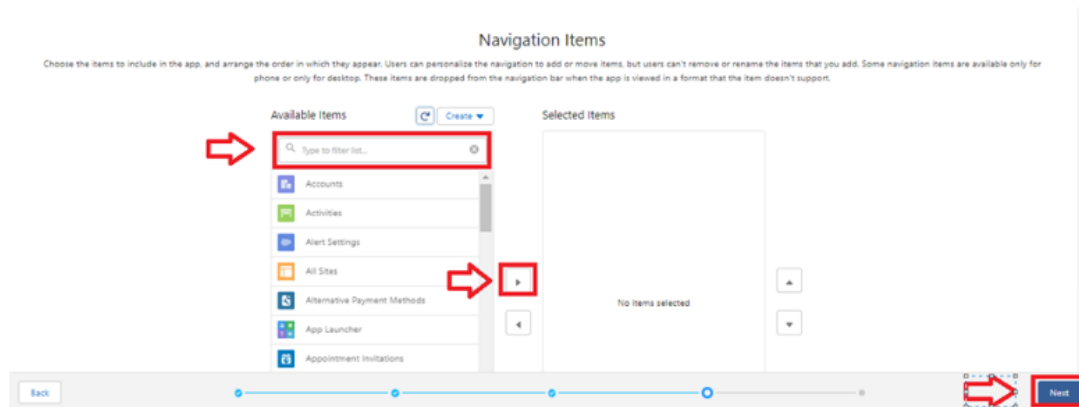 Navigation Items
Choose the items to include in the app, and arrange the order in which they appear. Users can personalize the navigation to add or move items, but users can't remove or rename the items that you add. Some navigation items are available only for
phone or only for desktop. These items are dropped from the navigation bar when the app is viewed in a format that the item doesn't support.
Available Items
Create
Selected Items
Type to filter list...
Accounts
Activities
Alert Settings
All Sites
Alternative Payment Methods
No items selected
App Launcher
Appointment Invitations
Back
Next